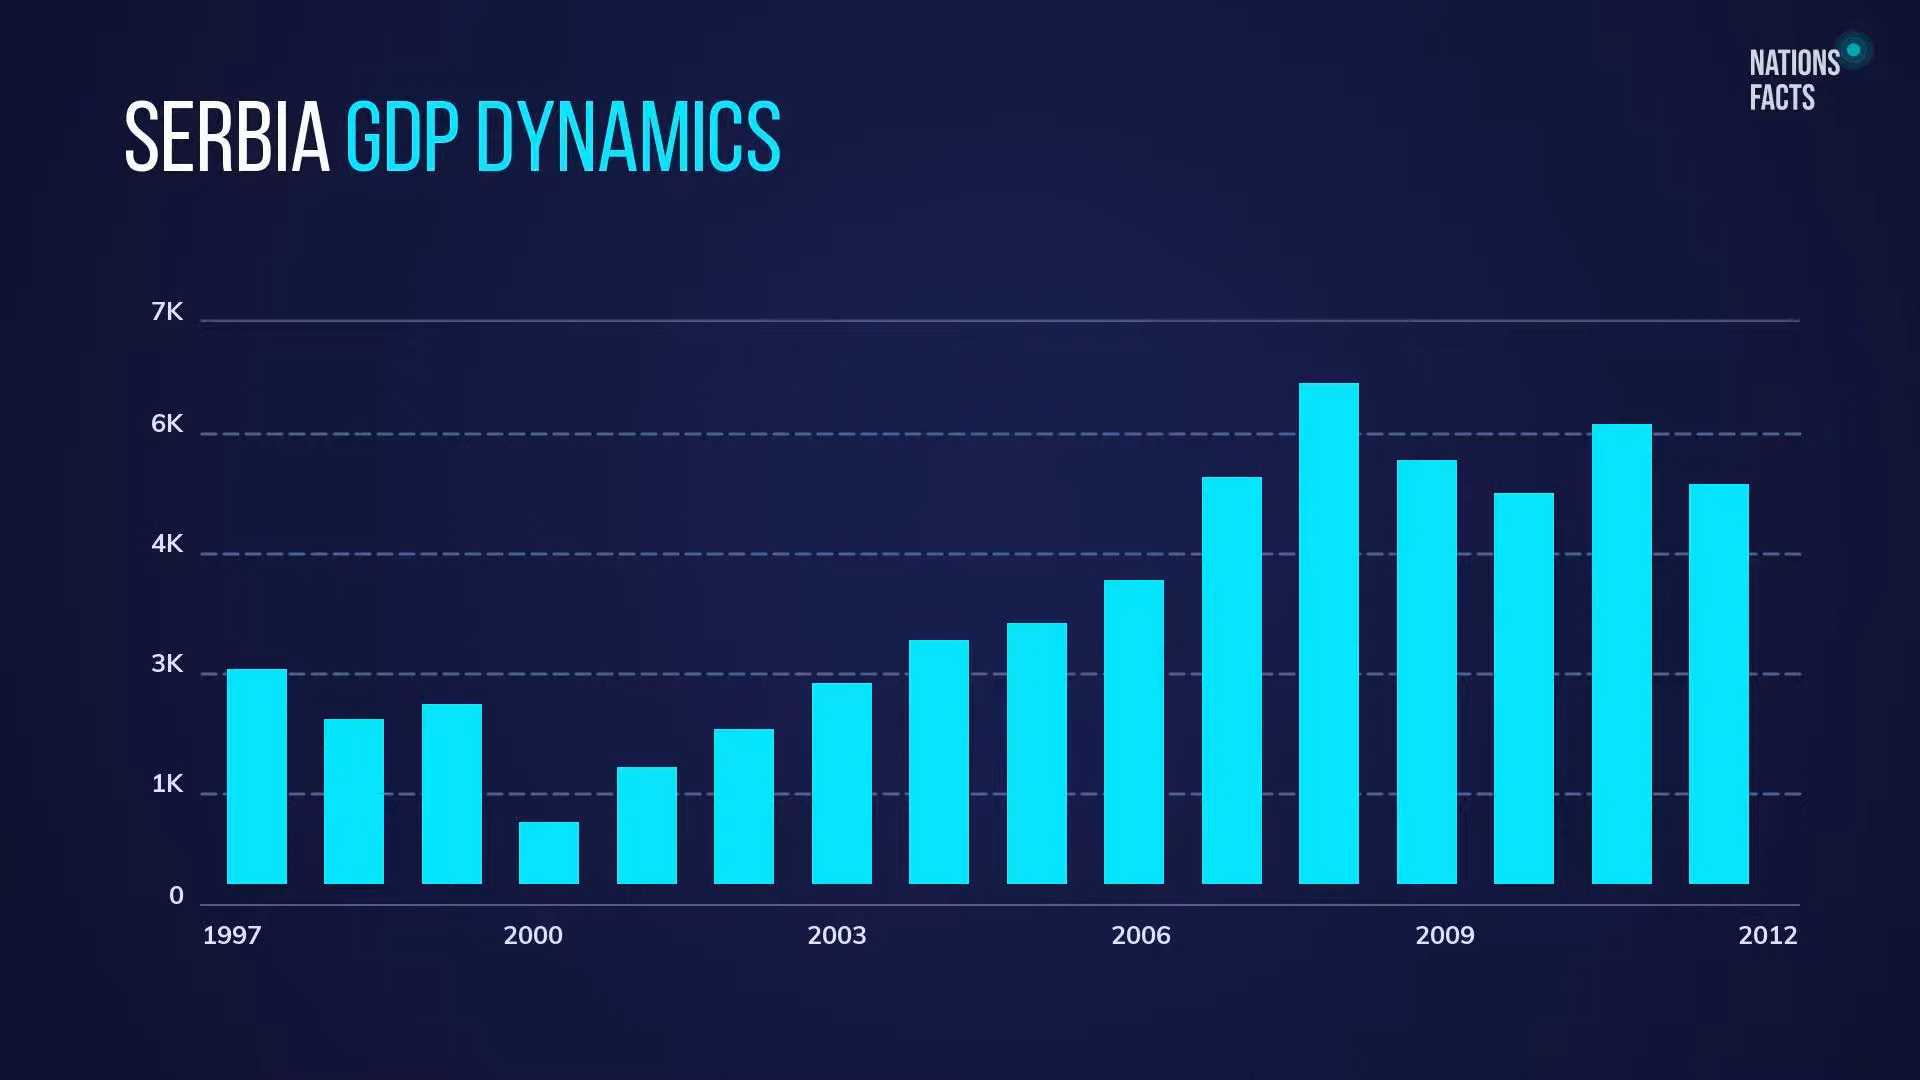 NATIONS
FACTS
SERBIA GDP DYNAMICS
7K
6K
4K
3K
1K
0
1997 2000 2003 2006 2009 2012